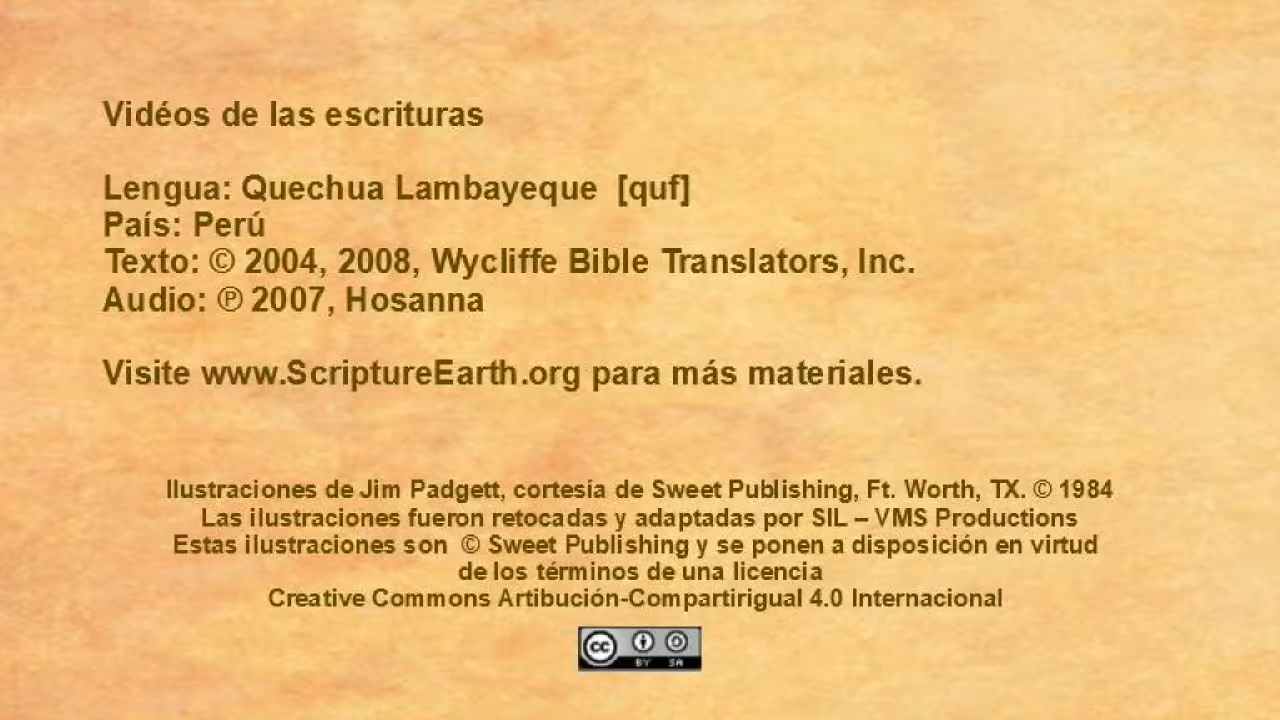 Vidéos de las escrituras
Lengua: Quechua Lambayeque [quf]
País: Perú
Texto: © 2004, 2008, Wycliffe Bible Translators, Inc.
Audio: ℗ 2007, Hosanna
Visite www.ScriptureEarth.org para más materiales.
Ilustraciones de Jim Padgett, cortesía de Sweet Publishing, Ft. Worth, TX. © 1984
Las ilustraciones fueron retocadas y adaptadas por SIL – VMS Productions
Estas ilustraciones son © Sweet Publishing y se ponen a disposición en virtud
de los términos de una licencia
Creative Commons Artibución-Compartirigual 4.0 Internacional
cc BY SA